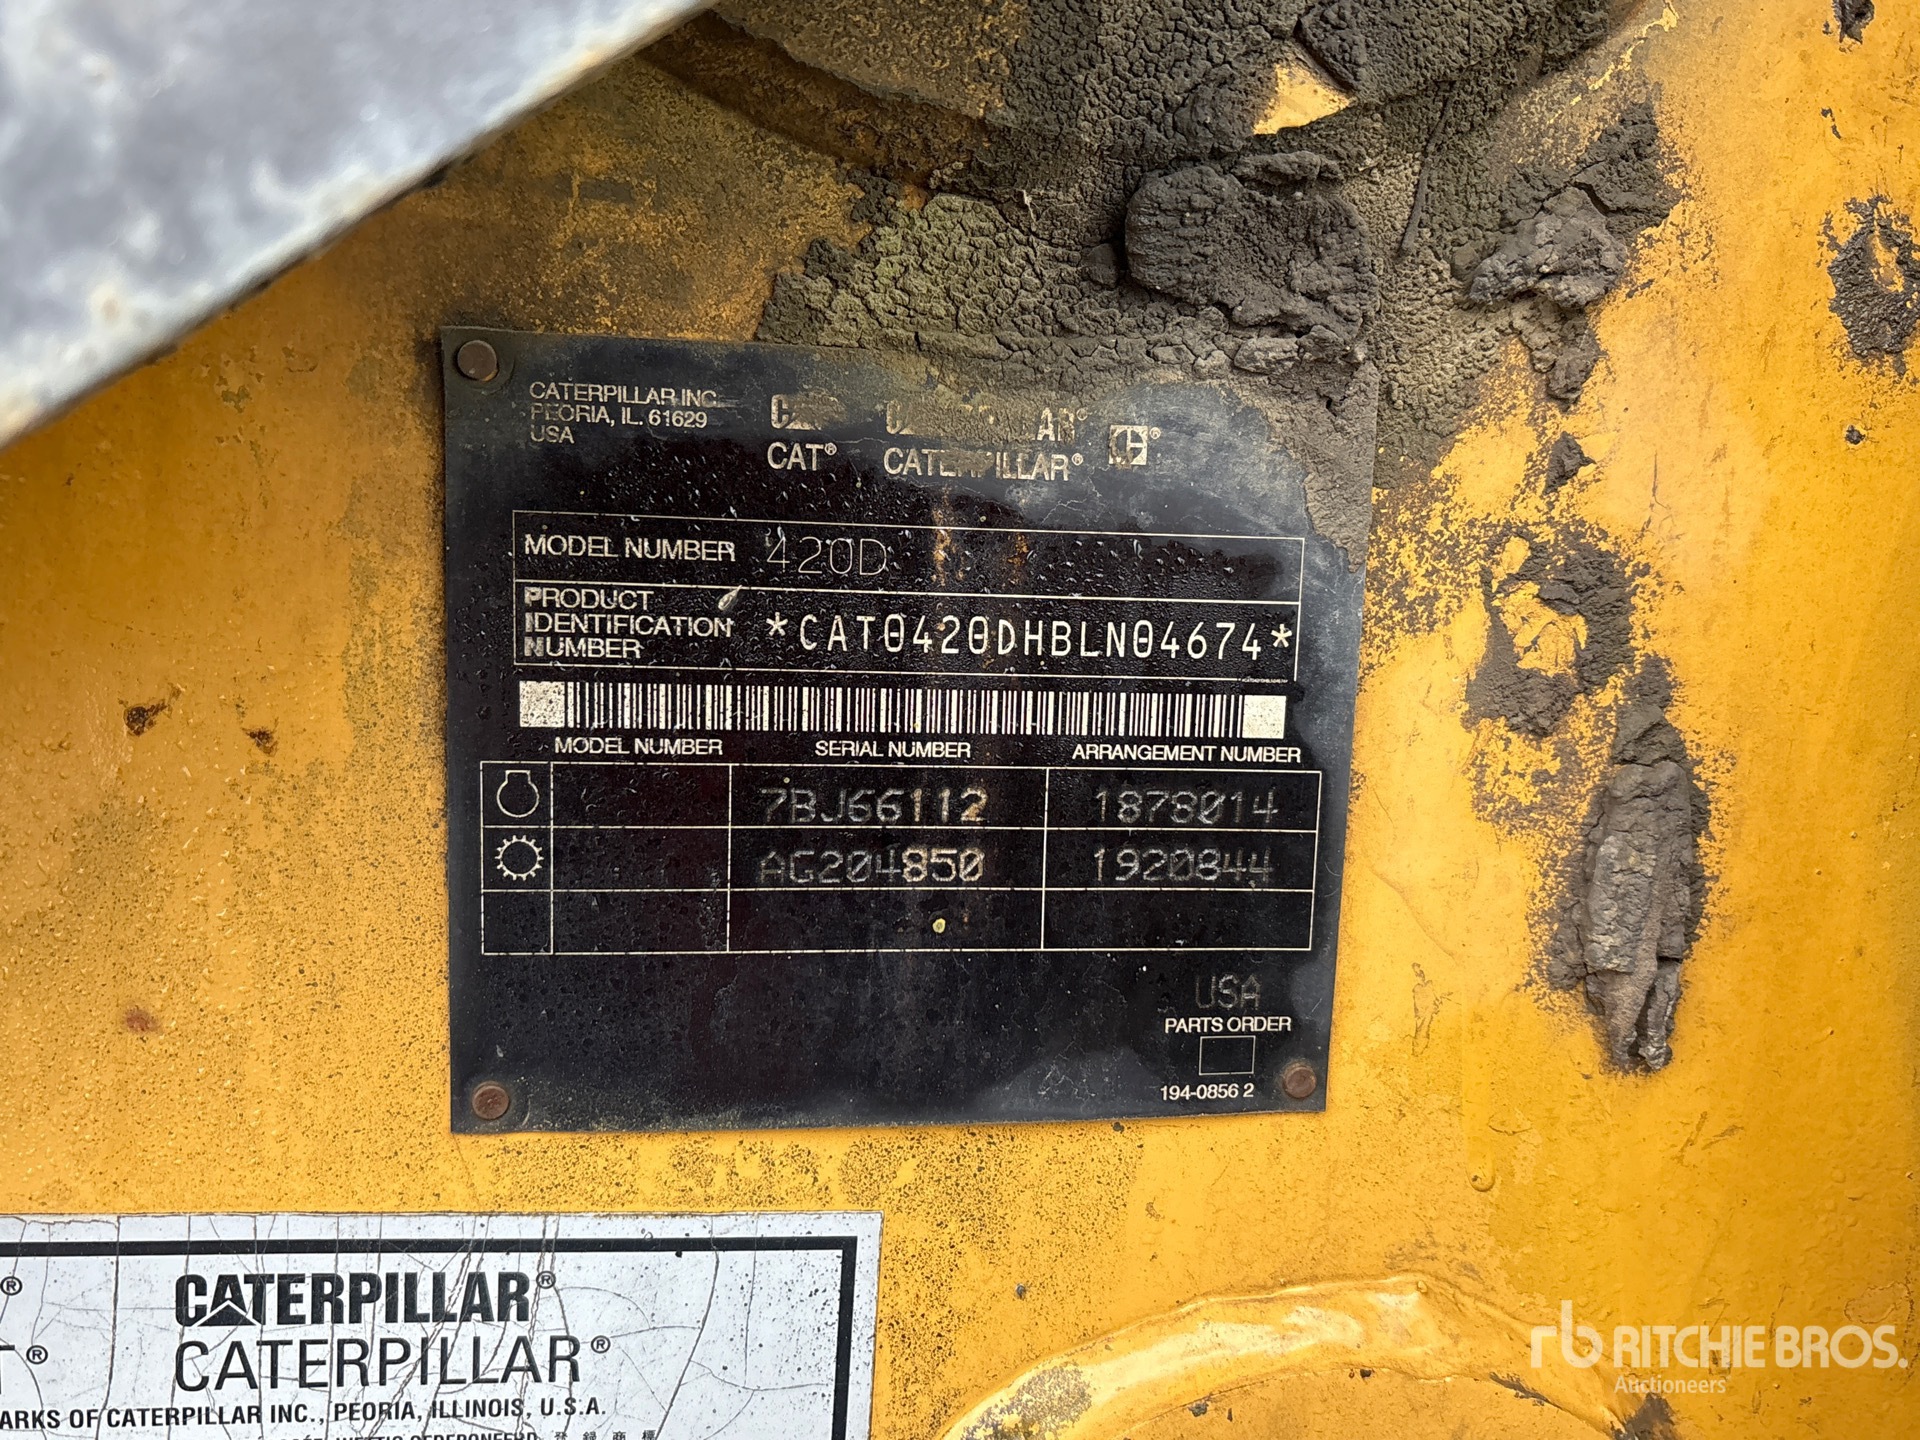 CATERPILLAR INC.
PEORIA, IL. 61629
USA
CAT® CATERPILLAR®
MODEL NUMBER 420D
PRODUCT
IDENTIFICATION
NUMBER
*CAT0420DHBLN04674*
MODEL NUMBER SERIAL NUMBER ARRANGEMENT NUMBER
7BJ66112 1878014
AG204850 1920844
USA
PARTS ORDER
194-0856 2
® CATERPILLAR®
® CATERPILLAR®
ARKS OF CATERPILLAR INC., PEORIA, ILLINOIS, U.S.A.
rb RITCHIE BROS.
Auctioneers